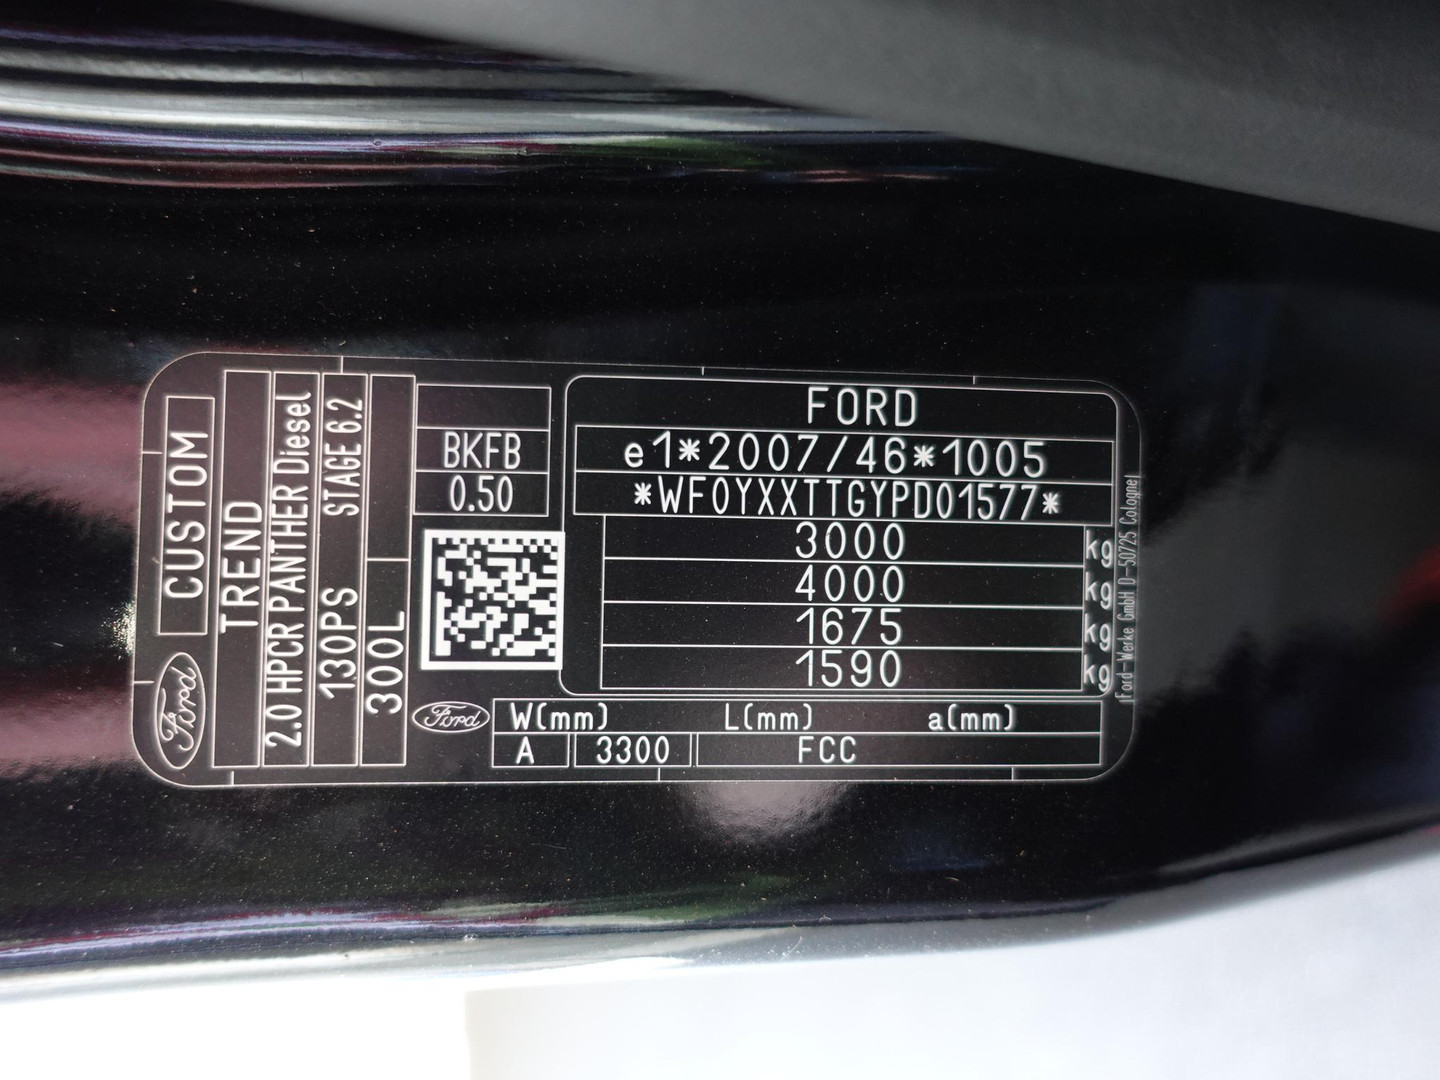 Ford
CUSTOM
TREND
2.0 HPCR PANTHER Diesel
130PS STAGE 6.2
300L
BKFB
0.50
FORD
e1*2007/46*1005
*WF0YXXTTGYPD01577*
3000 kg
4000 kg
1675 kg
1590 kg
Ford
W(mm) L(mm) a(mm)
A 3300 FCC
Ford-Werke GmbH D-50725 Cologne